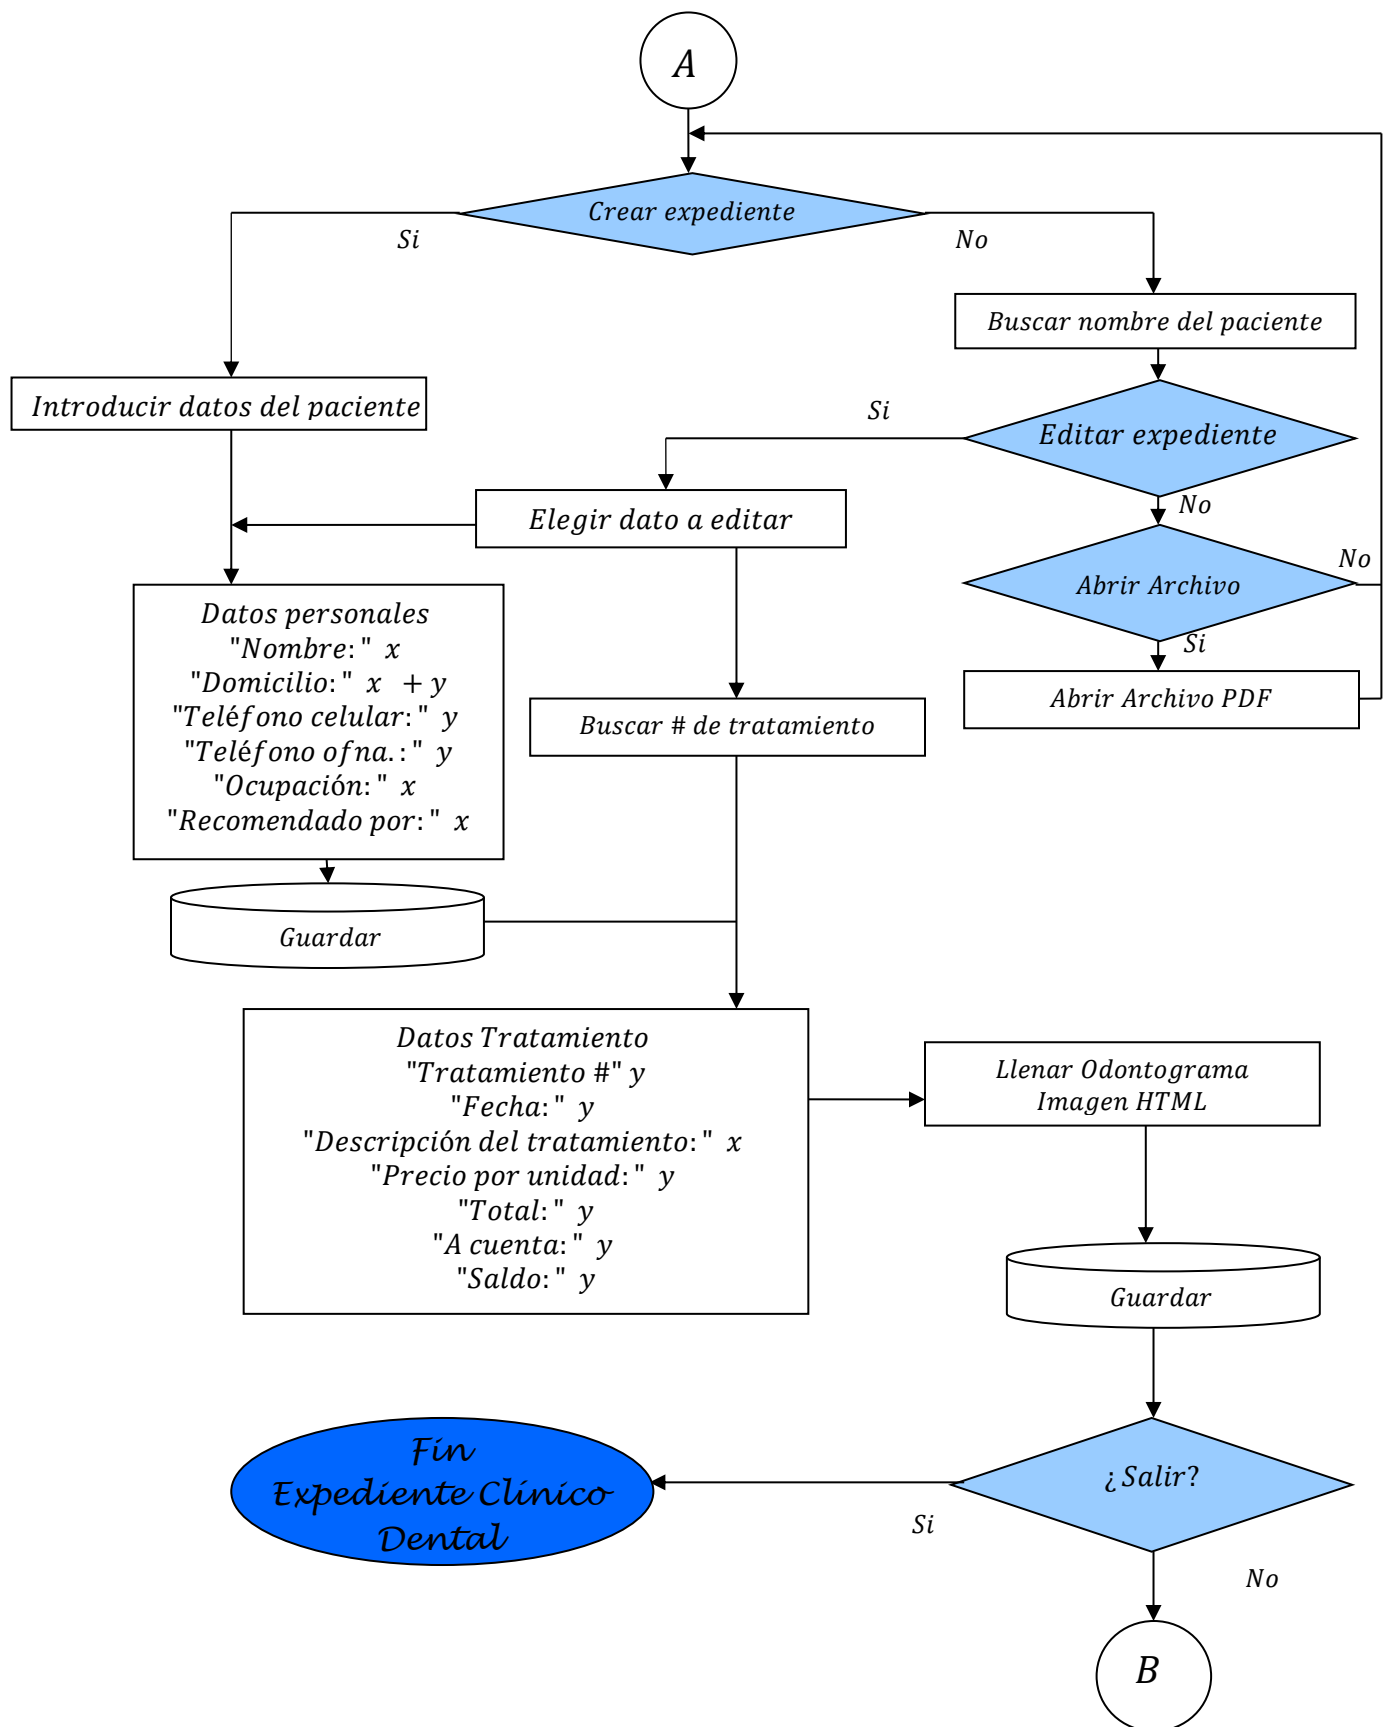 A
Crear expediente
Si
No
Buscar nombre del paciente
Introducir datos del paciente
Si
Editar expediente
No
Elegir dato a editar
Abrir Archivo
No
Si
Abrir Archivo PDF
Datos personales
"Nombre:" x
"Domicilio:" x + y
"Teléfono celular:" y
"Teléfono ofna.:" y
"Ocupación:" x
"Recomendado por:" x
Buscar # de tratamiento
Guardar
Datos Tratamiento
"Tratamiento #" y
"Fecha:" y
"Descripción del tratamiento:" x
"Precio por unidad:" y
"Total:" y
"A cuenta:" y
"Saldo:" y
Llenar Odontograma
Imagen HTML
Guardar
¿Salir?
Si
No
Fin
Expediente Clínico
Dental
B